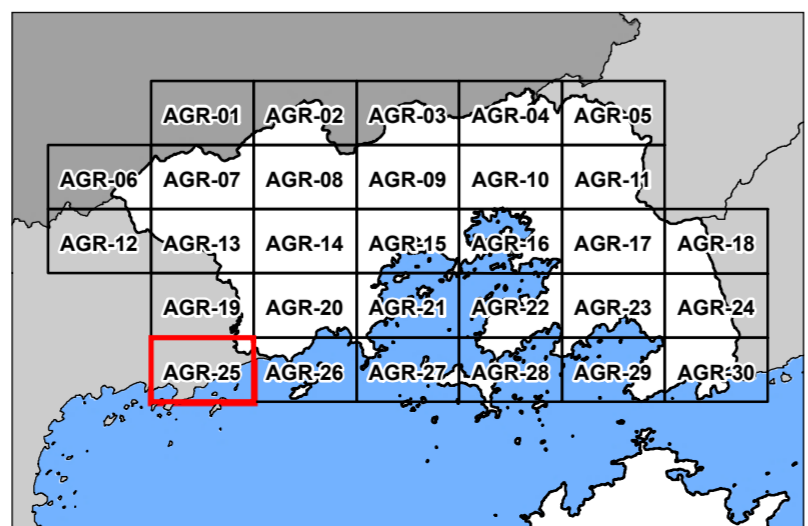 AGR-01 AGR-02 AGR-03 AGR-04 AGR-05
AGR-06 AGR-07 AGR-08 AGR-09 AGR-10 AGR-11
AGR-12 AGR-13 AGR-14 AGR-15 AGR-16 AGR-17 AGR-18
AGR-19 AGR-20 AGR-21 AGR-22 AGR-23 AGR-24
AGR-25 AGR-26 AGR-27 AGR-28 AGR-29 AGR-30